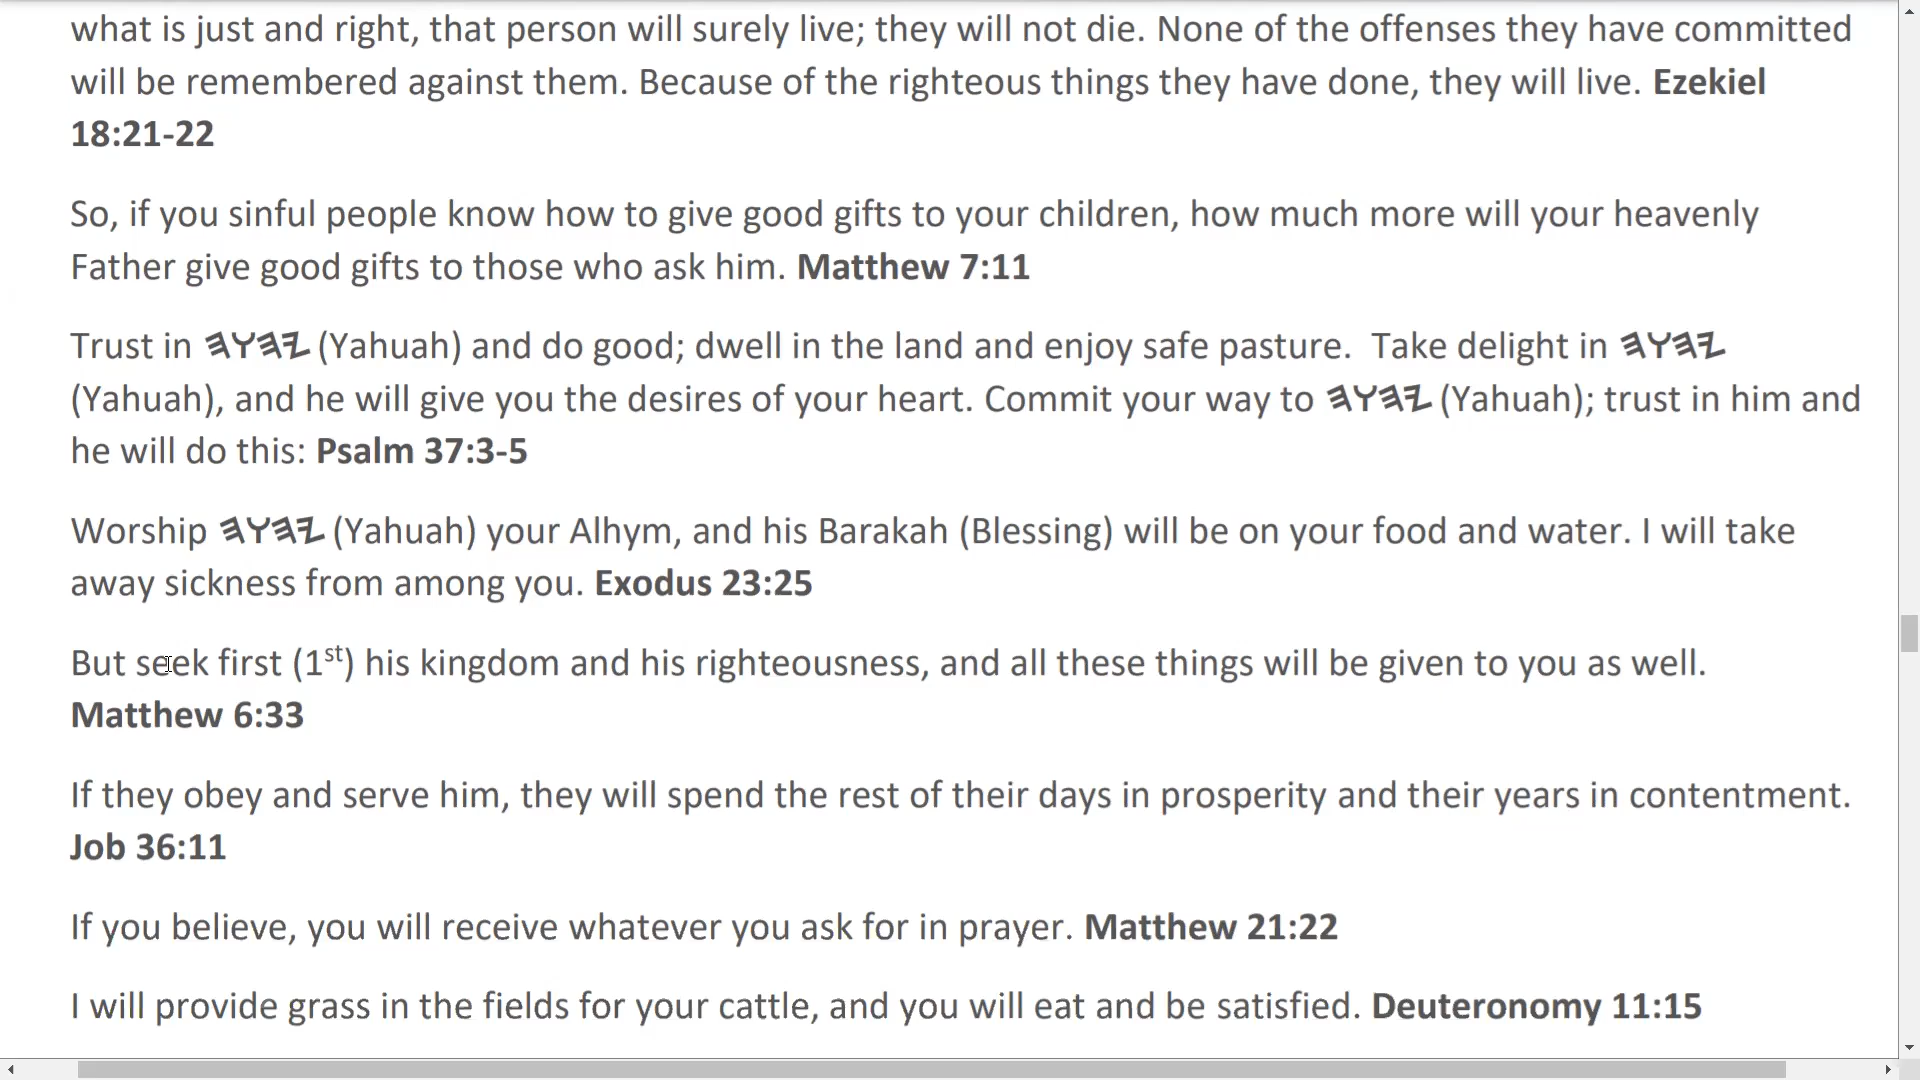 what is just and right, that person will surely live; they will not die. None of the offenses they have committed
will be remembered against them. Because of the righteous things they have done, they will live. Ezekiel
18:21-22
So, if you sinful people know how to give good gifts to your children, how much more will your heavenly
Father give good gifts to those who ask him. Matthew 7:11
Trust in 𐤉𐤄𐤅𐤄 (Yahuah) and do good; dwell in the land and enjoy safe pasture.  Take delight in 𐤉𐤄𐤅𐤄
(Yahuah), and he will give you the desires of your heart. Commit your way to 𐤉𐤄𐤅𐤄 (Yahuah); trust in him and
he will do this: Psalm 37:3-5
Worship 𐤉𐤄𐤅𐤄 (Yahuah) your Alhym, and his Barakah (Blessing) will be on your food and water. I will take
away sickness from among you. Exodus 23:25
But seek first (1st) his kingdom and his righteousness, and all these things will be given to you as well.
Matthew 6:33
If they obey and serve him, they will spend the rest of their days in prosperity and their years in contentment.
Job 36:11
If you believe, you will receive whatever you ask for in prayer. Matthew 21:22
I will provide grass in the fields for your cattle, and you will eat and be satisfied. Deuteronomy 11:15